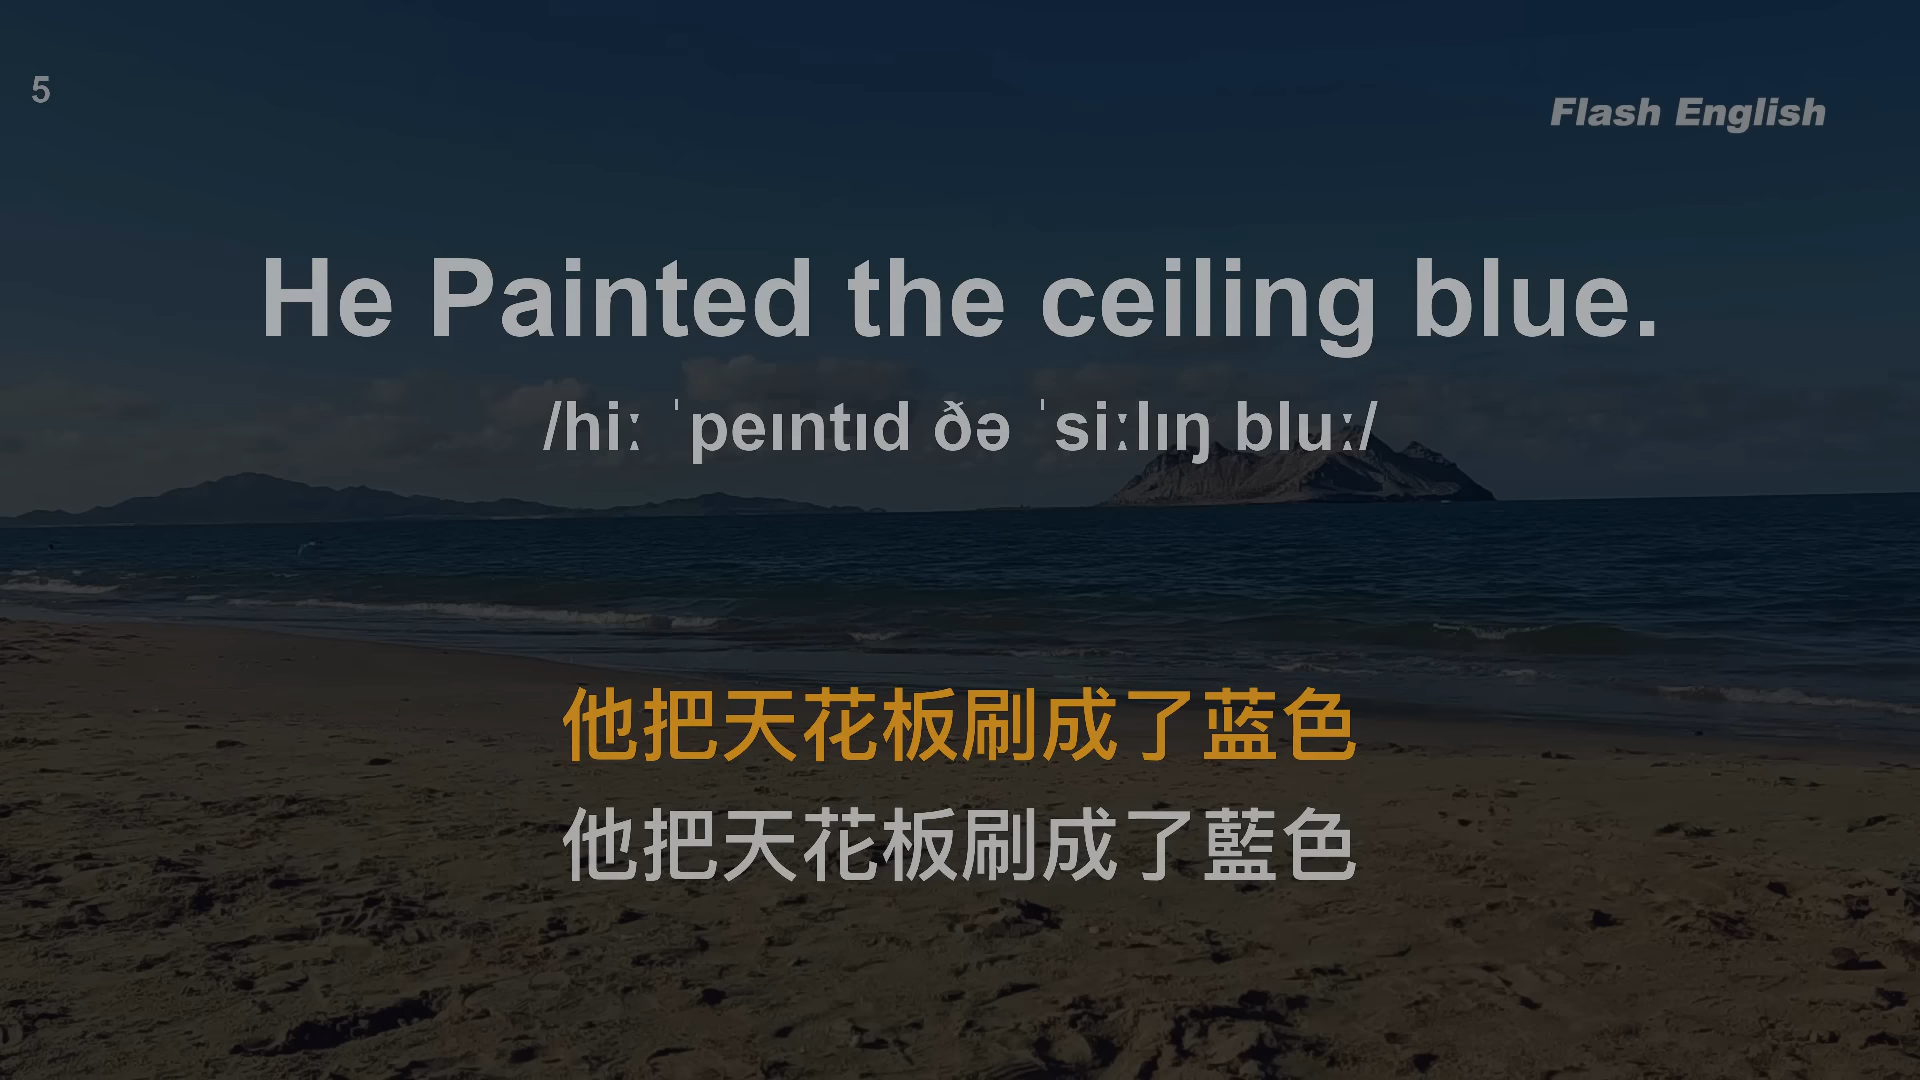 5
Flash English
He Painted the ceiling blue.
/hiː ˈpeɪntɪd ðə ˈsiːlɪŋ bluː/
他把天花板刷成了蓝色
他把天花板刷成了藍色